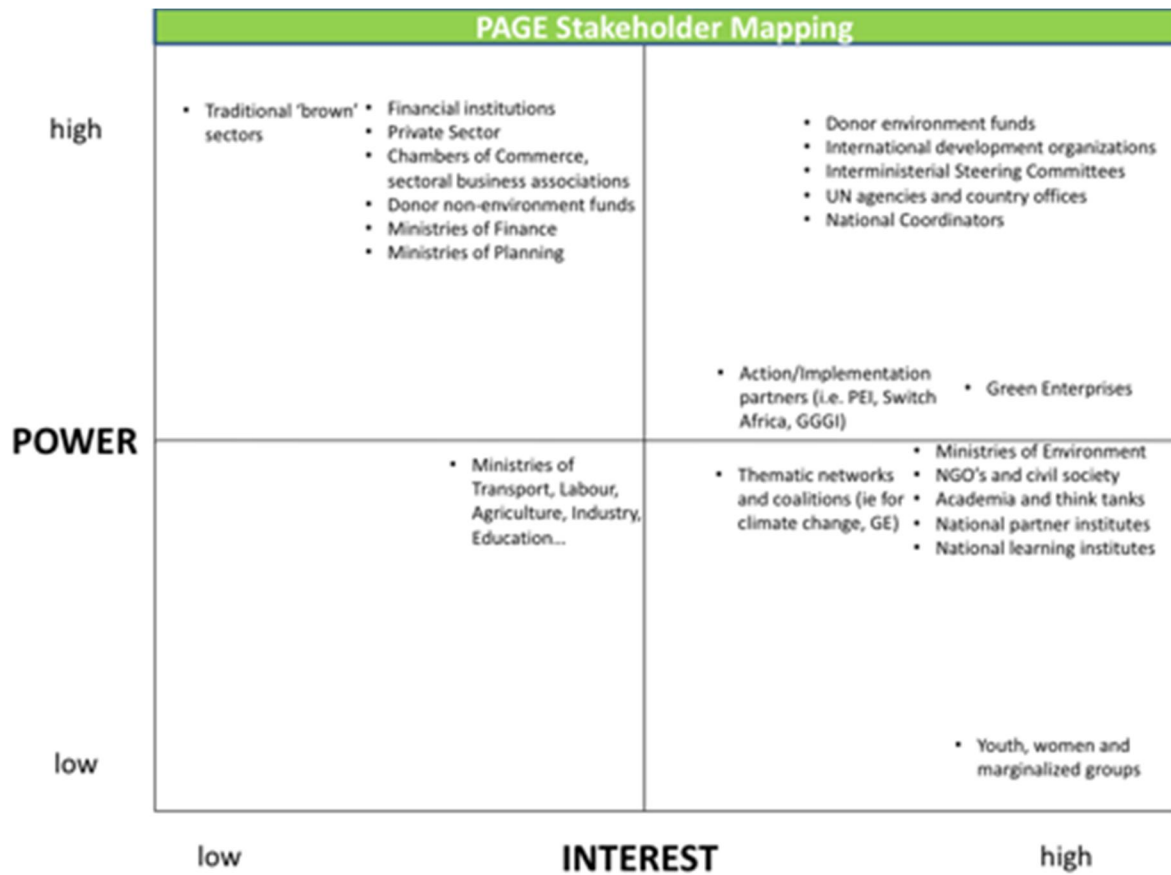 PAGE Stakeholder Mapping
high
• Traditional ‘brown’
sectors
• Financial institutions
• Private Sector
• Chambers of Commerce,
sectoral business associations
• Donor non-environment funds
• Ministries of Finance
• Ministries of Planning
• Donor environment funds
• International development organizations
• Interministerial Steering Committees
• UN agencies and country offices
• National Coordinators
• Action/Implementation
partners (i.e. PEI, Switch
Africa, GGGI)
• Green Enterprises
POWER
• Ministries of
Transport, Labour,
Agriculture, Industry,
Education...
• Thematic networks
and coalitions (ie for
climate change, GE)
• Ministries of Environment
• NGO's and civil society
• Academia and think tanks
• National partner institutes
• National learning institutes
• Youth, women and
marginalized groups
low
low
INTEREST
high